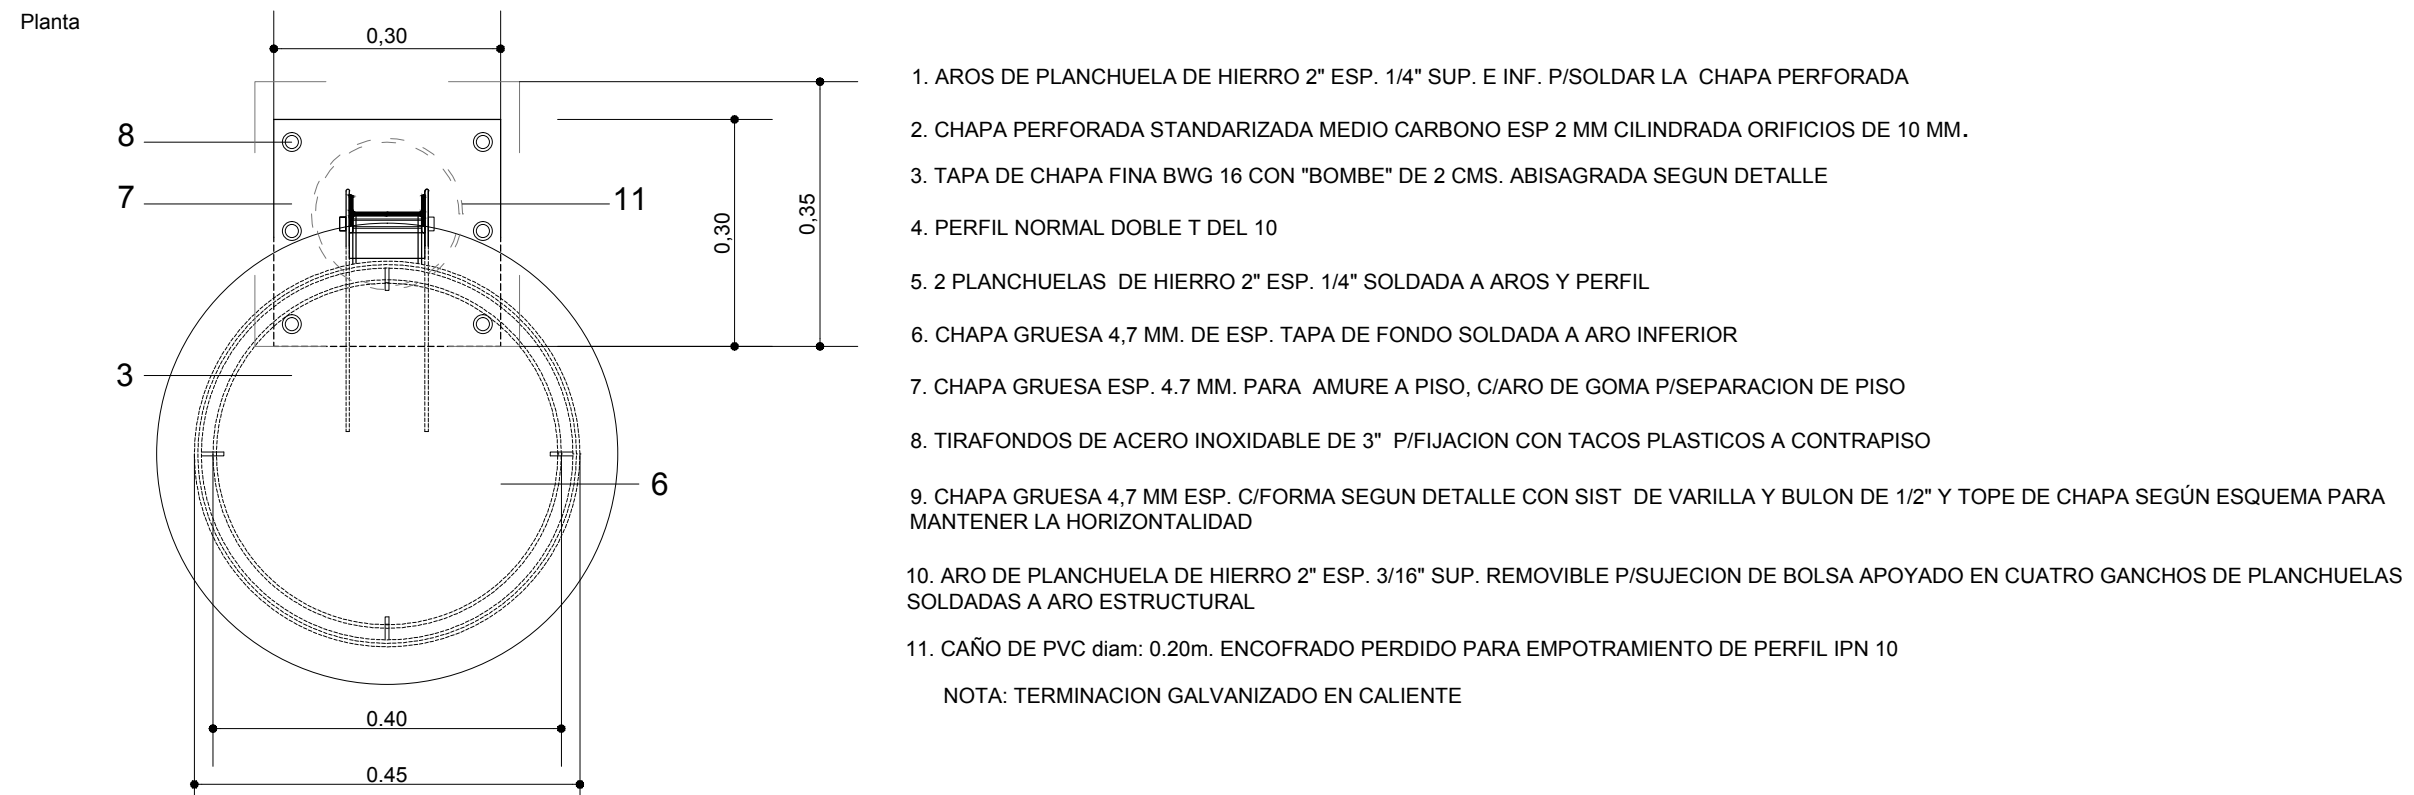 Planta
0,30
8
7
11
0,30
0,35
3
6
0.40
0.45
1. AROS DE PLANCHUELA DE HIERRO 2" ESP. 1/4" SUP. E INF. P/SOLDAR LA CHAPA PERFORADA
2. CHAPA PERFORADA STANDARIZADA MEDIO CARBONO ESP 2 MM CILINDRADA ORIFICIOS DE 10 MM.
3. TAPA DE CHAPA FINA BWG 16 CON "BOMBE" DE 2 CMS. ABISAGRADA SEGUN DETALLE
4. PERFIL NORMAL DOBLE T DEL 10
5. 2 PLANCHUELAS DE HIERRO 2" ESP. 1/4" SOLDADA A AROS Y PERFIL
6. CHAPA GRUESA 4,7 MM. DE ESP. TAPA DE FONDO SOLDADA A ARO INFERIOR
7. CHAPA GRUESA ESP. 4.7 MM. PARA AMURE A PISO, C/ARO DE GOMA P/SEPARACION DE PISO
8. TIRAFONDOS DE ACERO INOXIDABLE DE 3" P/FIJACION CON TACOS PLASTICOS A CONTRAPISO
9. CHAPA GRUESA 4,7 MM ESP. C/FORMA SEGUN DETALLE CON SIST DE VARILLA Y BULON DE 1/2" Y TOPE DE CHAPA SEGÚN ESQUEMA PARA
MANTENER LA HORIZONTALIDAD
10. ARO DE PLANCHUELA DE HIERRO 2" ESP. 3/16" SUP. REMOVIBLE P/SUJECION DE BOLSA APOYADO EN CUATRO GANCHOS DE PLANCHUELAS
SOLDADAS A ARO ESTRUCTURAL
11. CAÑO DE PVC diam: 0.20m. ENCOFRADO PERDIDO PARA EMPOTRAMIENTO DE PERFIL IPN 10
NOTA: TERMINACION GALVANIZADO EN CALIENTE